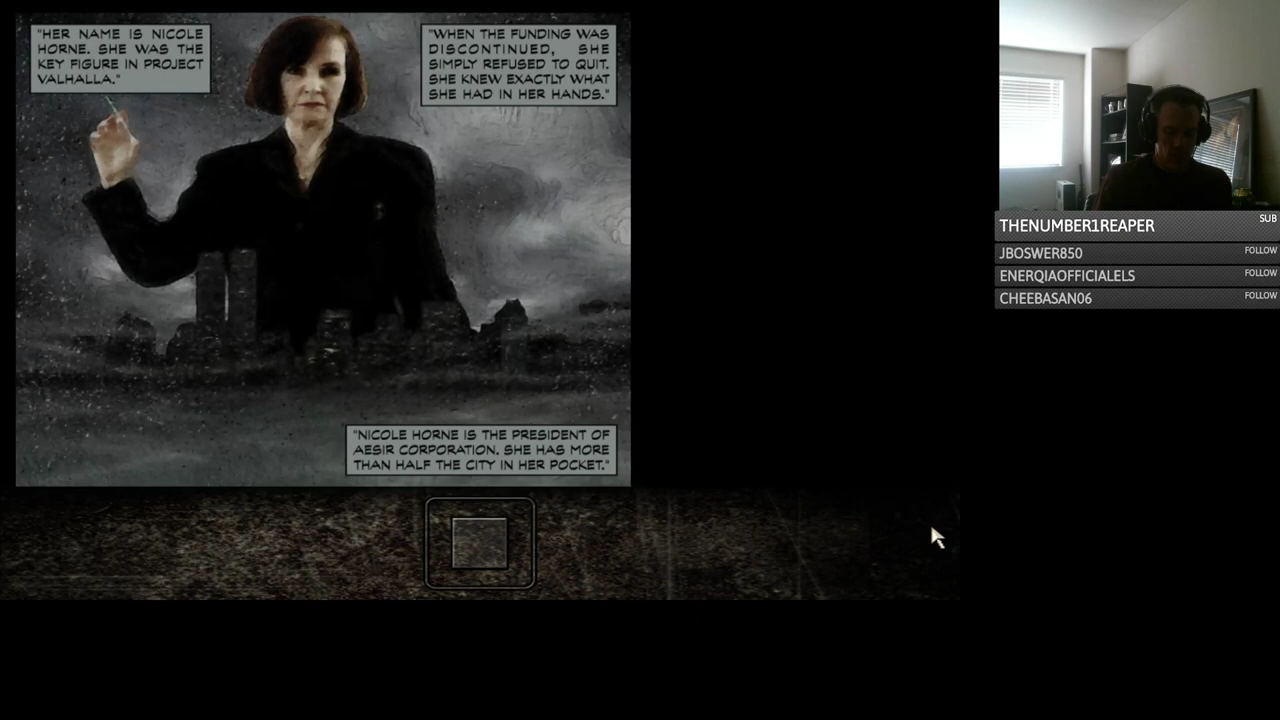 "HER NAME IS NICOLE
HORNE. SHE WAS THE
KEY FIGURE IN PROJECT
VALHALLA."
"WHEN THE FUNDING WAS
DISCONTINUED, SHE
SIMPLY REFUSED TO QUIT.
SHE KNEW EXACTLY WHAT
SHE HAD IN HER HANDS."
"NICOLE HORNE IS THE PRESIDENT OF
AESIR CORPORATION. SHE HAS MORE
THAN HALF THE CITY IN HER POCKET."
THENUMBER1REAPER SUB
JBOSWER850 FOLLOW
ENERQIAOFFICIALELS FOLLOW
CHEEBASAN06 FOLLOW